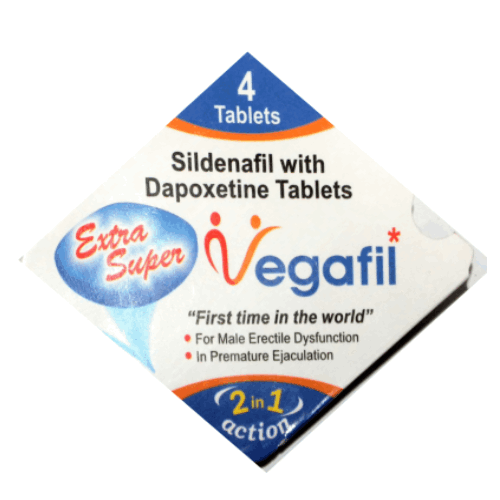 4
Tablets
Sildenafil with
Dapoxetine Tablets
Extra
Super
Vegafil*
"First time in the world"
• For Male Erectile Dysfunction
• in Premature Ejaculation
2 in 1
action